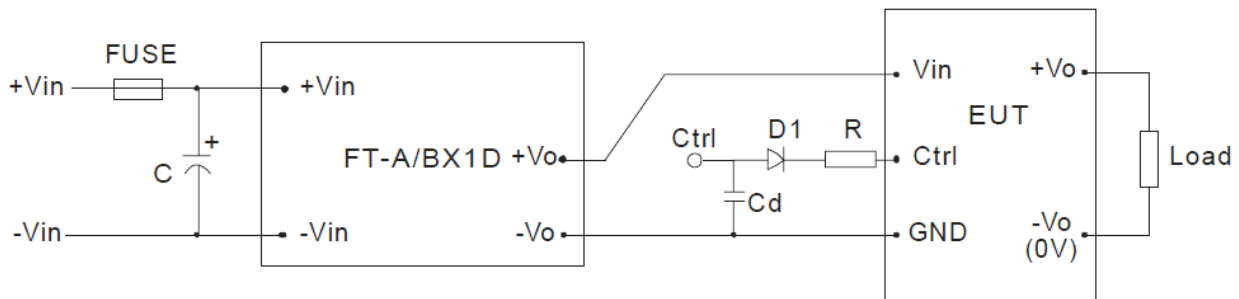 FUSE
+Vin
+Vin
C
+
-Vin
-Vin
FT-A/BX1D
+Vo
-Vo
Ctrl
D1
R
Cd
Vin
+Vo
EUT
Ctrl
GND
-Vo
(0V)
Load